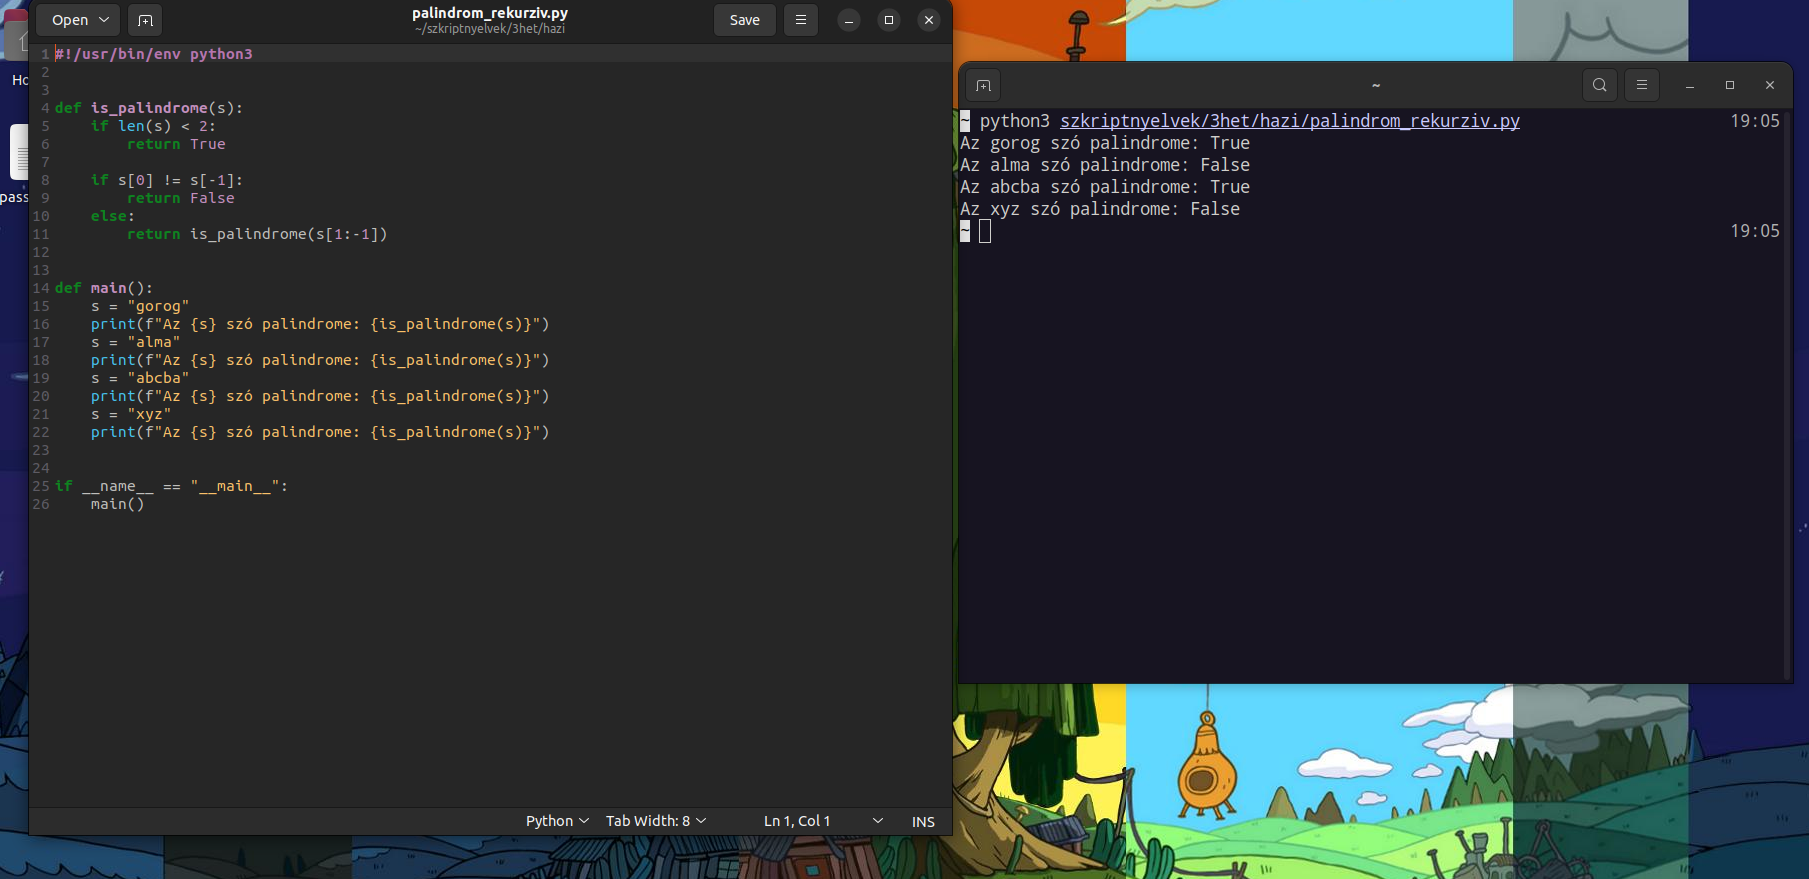 Open
palindrom_rekurziv.py
~/szkriptnyelvek/3het/hazi
Save
1 #!/usr/bin/env python3
2
3
4 def is_palindrome(s):
5     if len(s) < 2:
6         return True
7
8     if s[0] != s[-1]:
9         return False
10     else:
11         return is_palindrome(s[1:-1])
12
13
14 def main():
15     s = "gorog"
16     print(f"Az {s} szó palindrome: {is_palindrome(s)}")
17     s = "alma"
18     print(f"Az {s} szó palindrome: {is_palindrome(s)}")
19     s = "abcba"
20     print(f"Az {s} szó palindrome: {is_palindrome(s)}")
21     s = "xyz"
22     print(f"Az {s} szó palindrome: {is_palindrome(s)}")
23
24
25 if __name__ == "__main__":
26     main()
Python Tab Width: 8 Ln 1, Col 1 INS
Ho
pass
~
~ python3 szkriptnyelvek/3het/hazi/palindrom_rekurziv.py 19:05
Az gorog szó palindrome: True
Az alma szó palindrome: False
Az abcba szó palindrome: True
Az xyz szó palindrome: False
~ 19:05